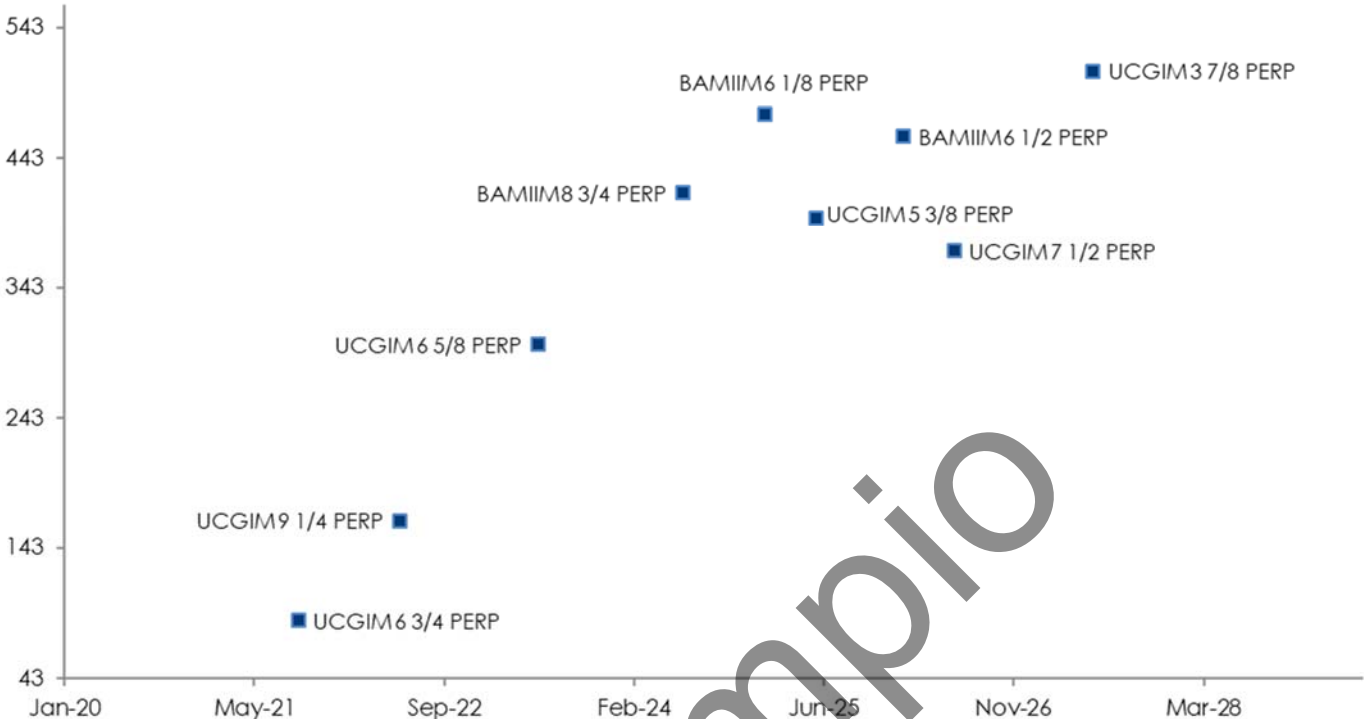 543
BAMIIM6 1/8 PERP
UCGIM3 7/8 PERP
443
BAMIIM6 1/2 PERP
BAMIIM8 3/4 PERP
UCGIM5 3/8 PERP
UCGIM7 1/2 PERP
343
UCGIM6 5/8 PERP
243
UCGIM9 1/4 PERP
143
UCGIM6 3/4 PERP
43
Jan-20 May-21 Sep-22 Feb-24 Jun-25 Nov-26 Mar-28
mpio